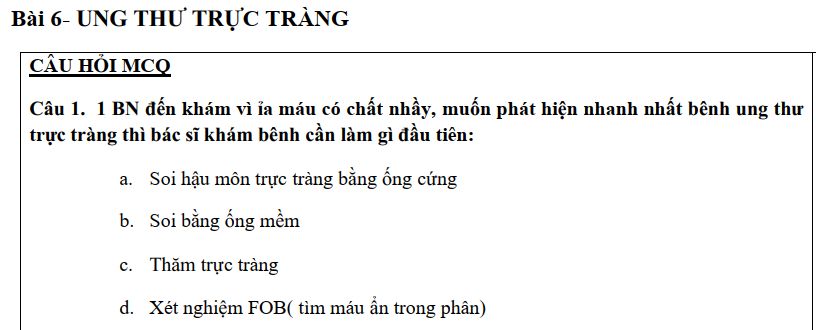 Bài 6- UNG THƯ TRỰC TRÀNG
CÂU HỎI MCQ
Câu 1. 1 BN đến khám vì ỉa máu có chất nhầy, muốn phát hiện nhanh nhất bênh ung thư
trực tràng thì bác sĩ khám bênh cần làm gì đầu tiên:
a. Soi hậu môn trực tràng bằng ống cứng
b. Soi bằng ống mềm
c. Thăm trực tràng
d. Xét nghiệm FOB( tìm máu ẩn trong phân)